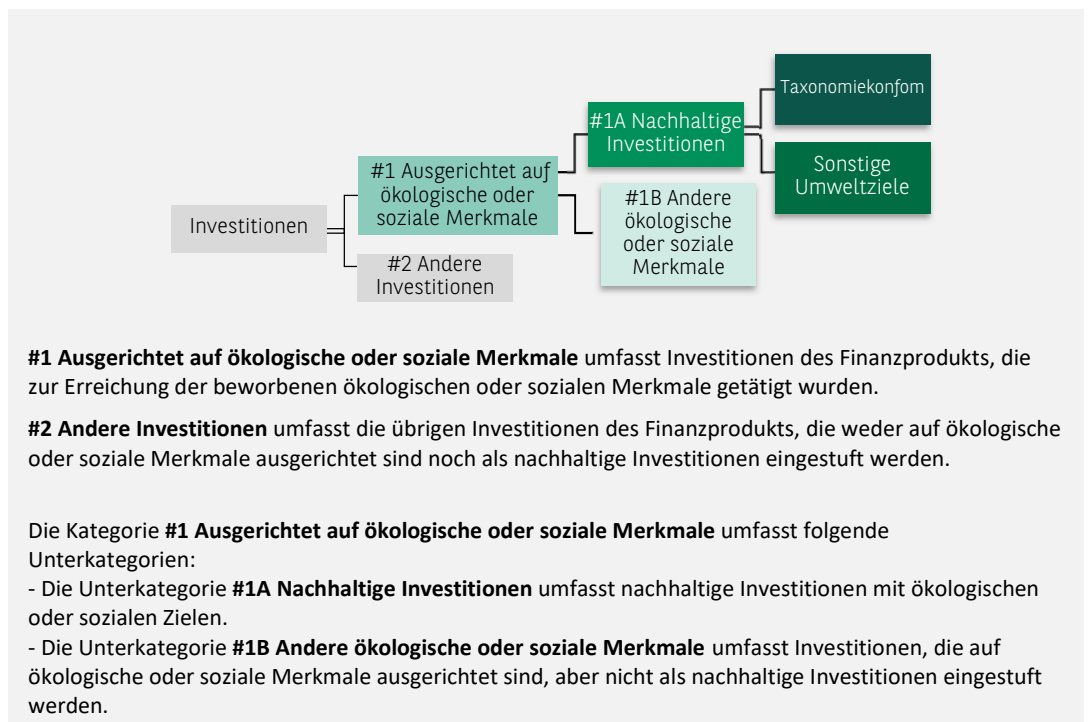 Taxonomiekonfom
#1A Nachhaltige
Investitionen
#1 Ausgerichtet auf
ökologische oder
soziale Merkmale
Sonstige
Umweltziele
#1B Andere
ökologische
oder soziale
Merkmale
Investitionen
#2 Andere
Investitionen
#1 Ausgerichtet auf ökologische oder soziale Merkmale umfasst Investitionen des Finanzprodukts, die
zur Erreichung der beworbenen ökologischen oder sozialen Merkmale getätigt wurden.
#2 Andere Investitionen umfasst die übrigen Investitionen des Finanzprodukts, die weder auf ökologische
oder soziale Merkmale ausgerichtet sind noch als nachhaltige Investitionen eingestuft werden.
Die Kategorie #1 Ausgerichtet auf ökologische oder soziale Merkmale umfasst folgende
Unterkategorien:
- Die Unterkategorie #1A Nachhaltige Investitionen umfasst nachhaltige Investitionen mit ökologischen
oder sozialen Zielen.
- Die Unterkategorie #1B Andere ökologische oder soziale Merkmale umfasst Investitionen, die auf
ökologische oder soziale Merkmale ausgerichtet sind, aber nicht als nachhaltige Investitionen eingestuft
werden.